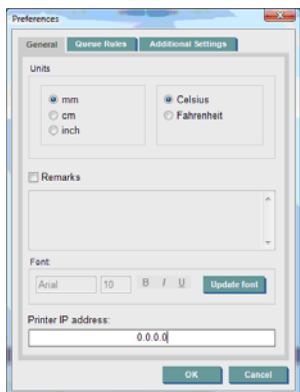 Preferences
General Queue Rules Additional Settings
Units
mm
cm
inch
Celsius
Fahrenheit
Remarks
Font:
Arial 10 B I U Update font
Printer IP address:
0.0.0.0
OK Cancel